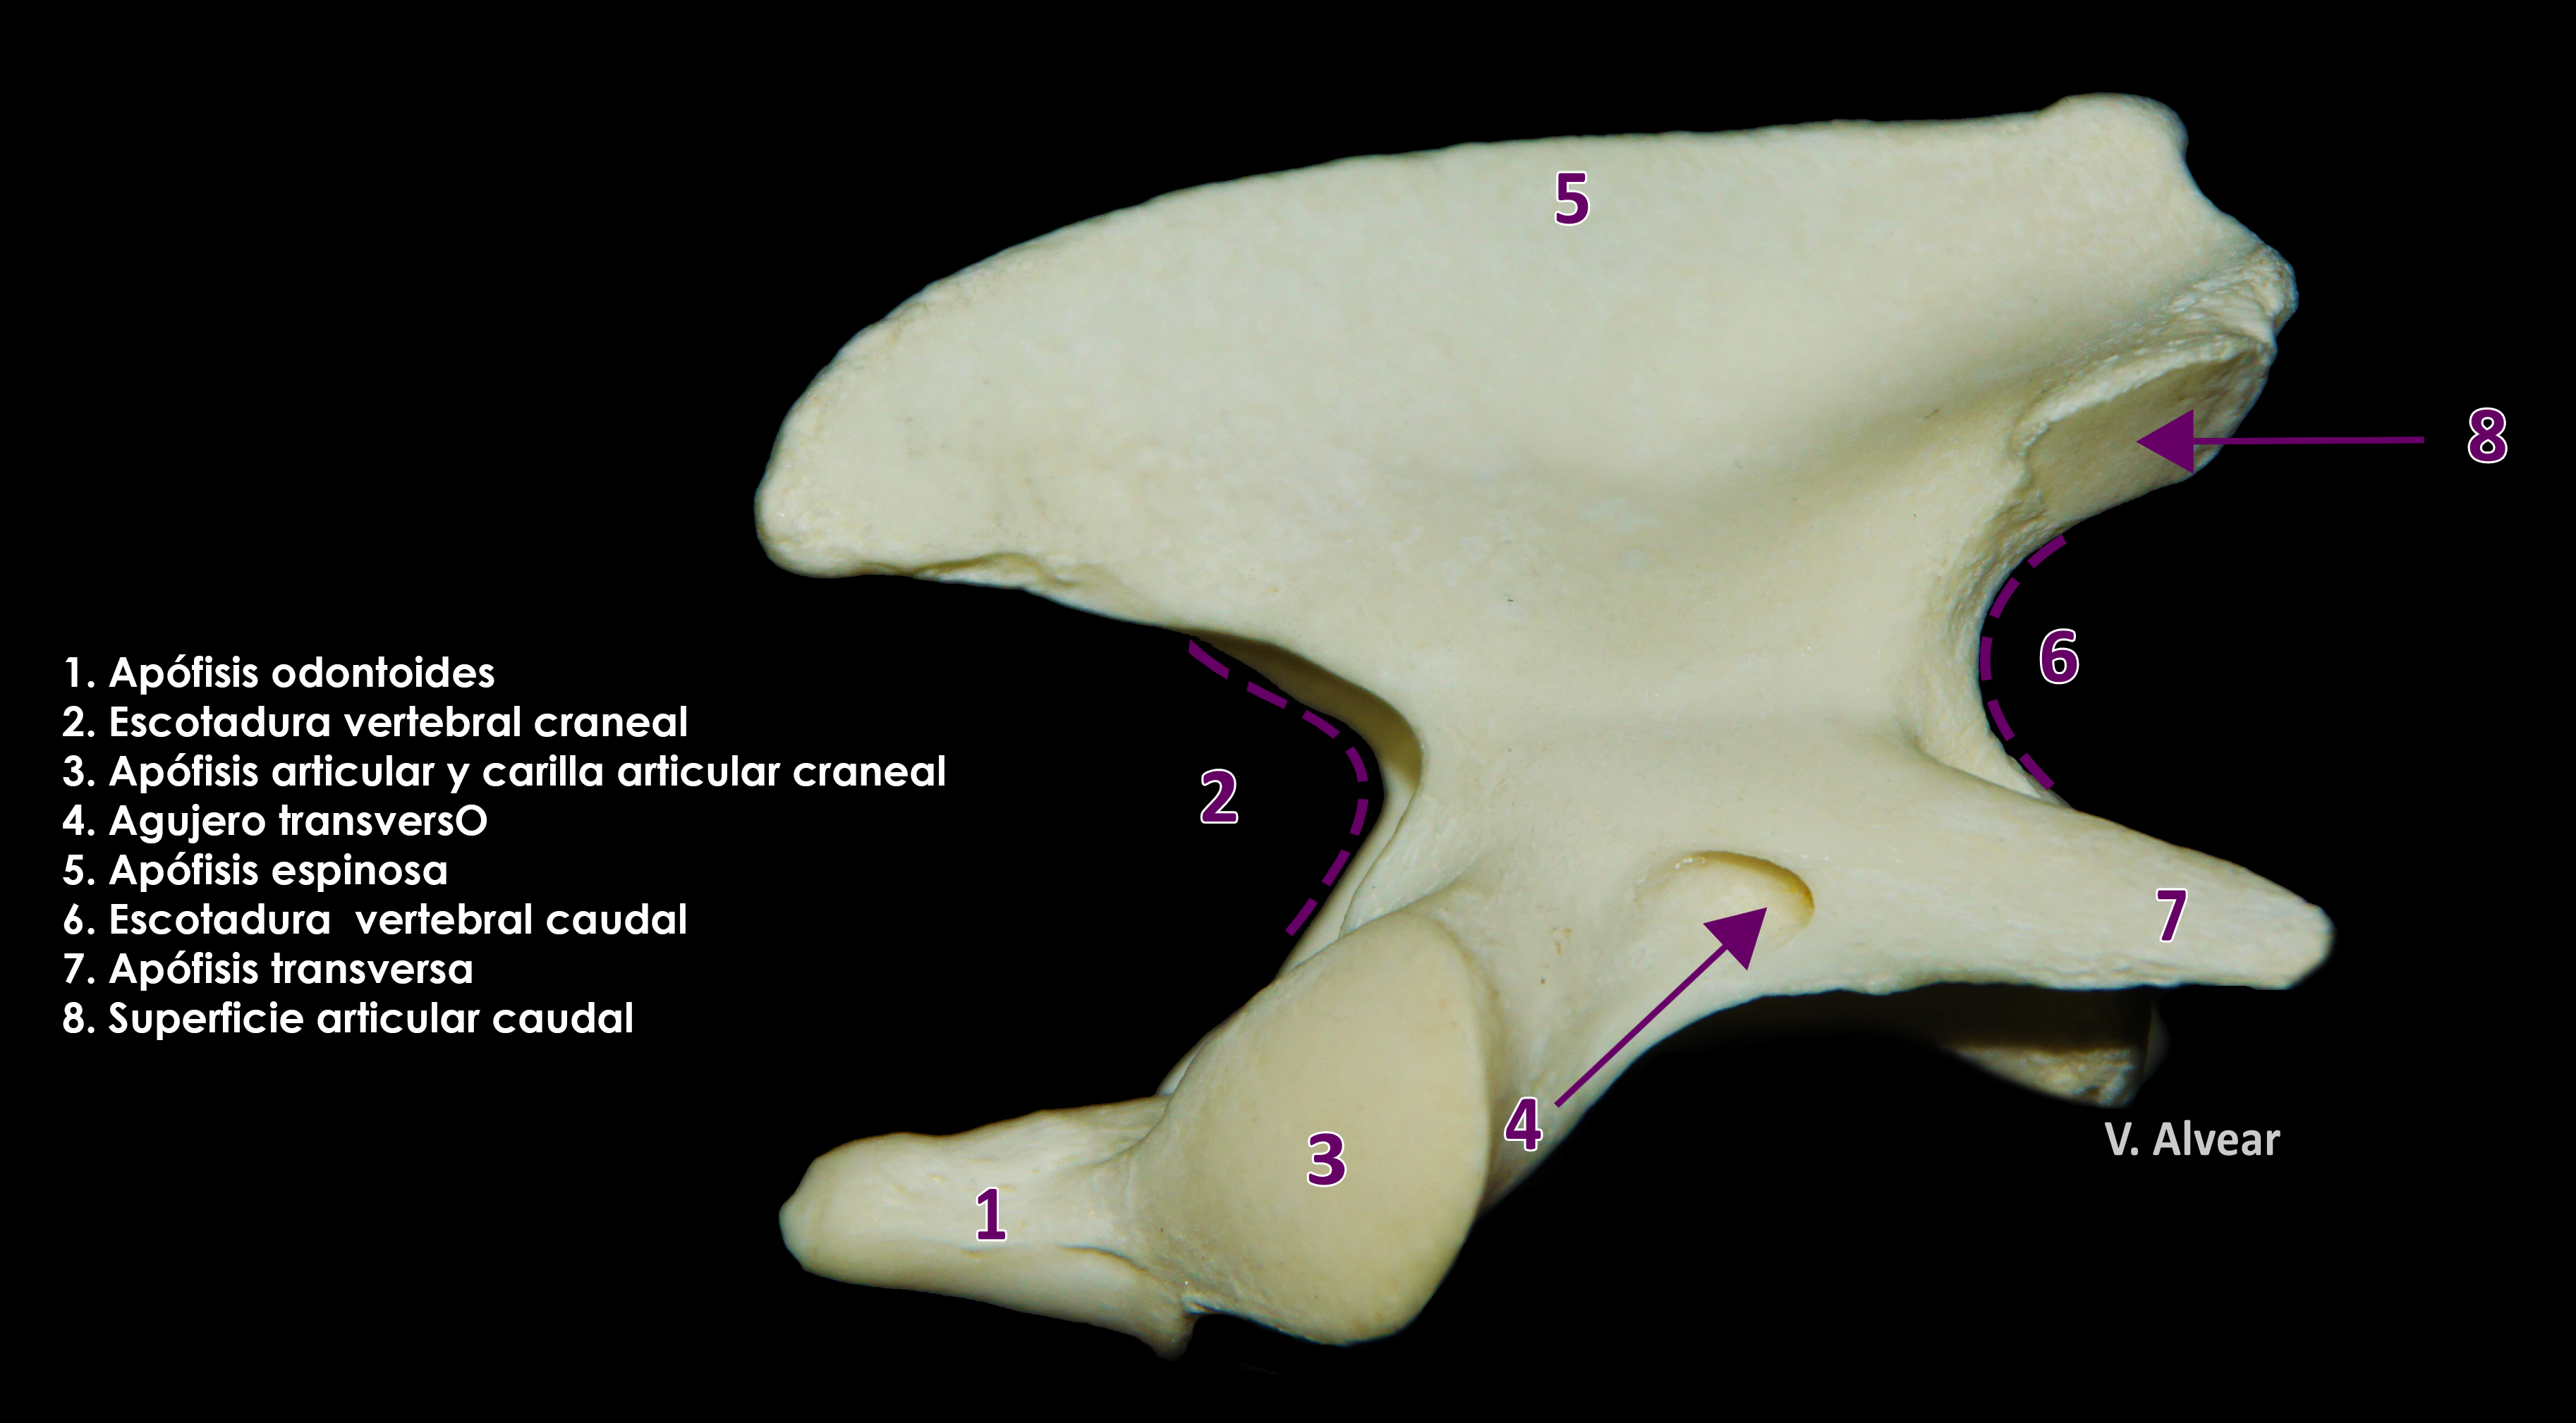 5
8
6
1. Apófisis odontoides
2. Escotadura vertebral craneal
3. Apófisis articular y carilla articular craneal
4. Agujero transversO
5. Apófisis espinosa
6. Escotadura  vertebral caudal
7. Apófisis transversa
8. Superficie articular caudal
2
7
4
3
1
V. Alvear